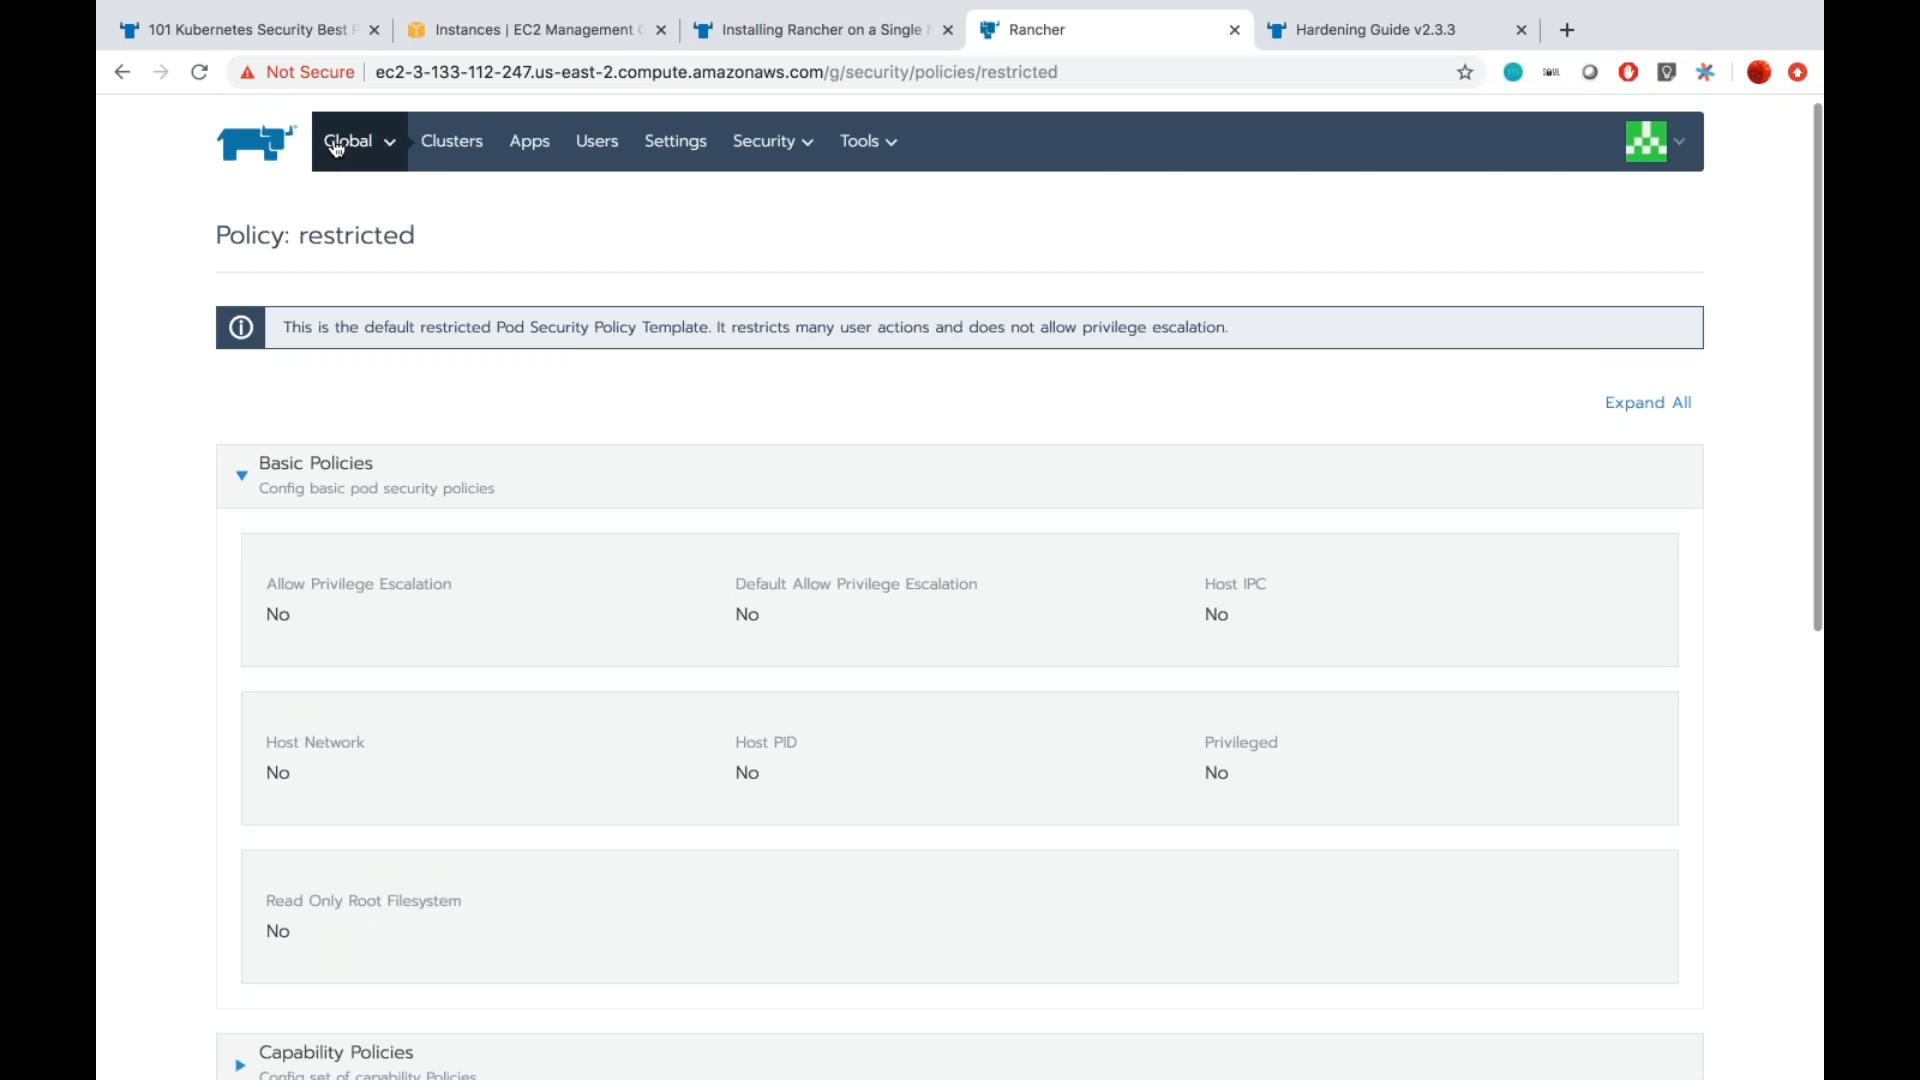 101 Kubernetes Security Best P
Instances | EC2 Management C
Installing Rancher on a Single N
Rancher
Hardening Guide v2.3.3
Not Secure
ec2-3-133-112-247.us-east-2.compute.amazonaws.com/g/security/policies/restricted
Global
Clusters
Apps
Users
Settings
Security
Tools
Policy: restricted
This is the default restricted Pod Security Policy Template. It restricts many user actions and does not allow privilege escalation.
Expand All
Basic Policies
Config basic pod security policies
Allow Privilege Escalation
No
Default Allow Privilege Escalation
No
Host IPC
No
Host Network
No
Host PID
No
Privileged
No
Read Only Root Filesystem
No
Capability Policies
Config set of capability Policies